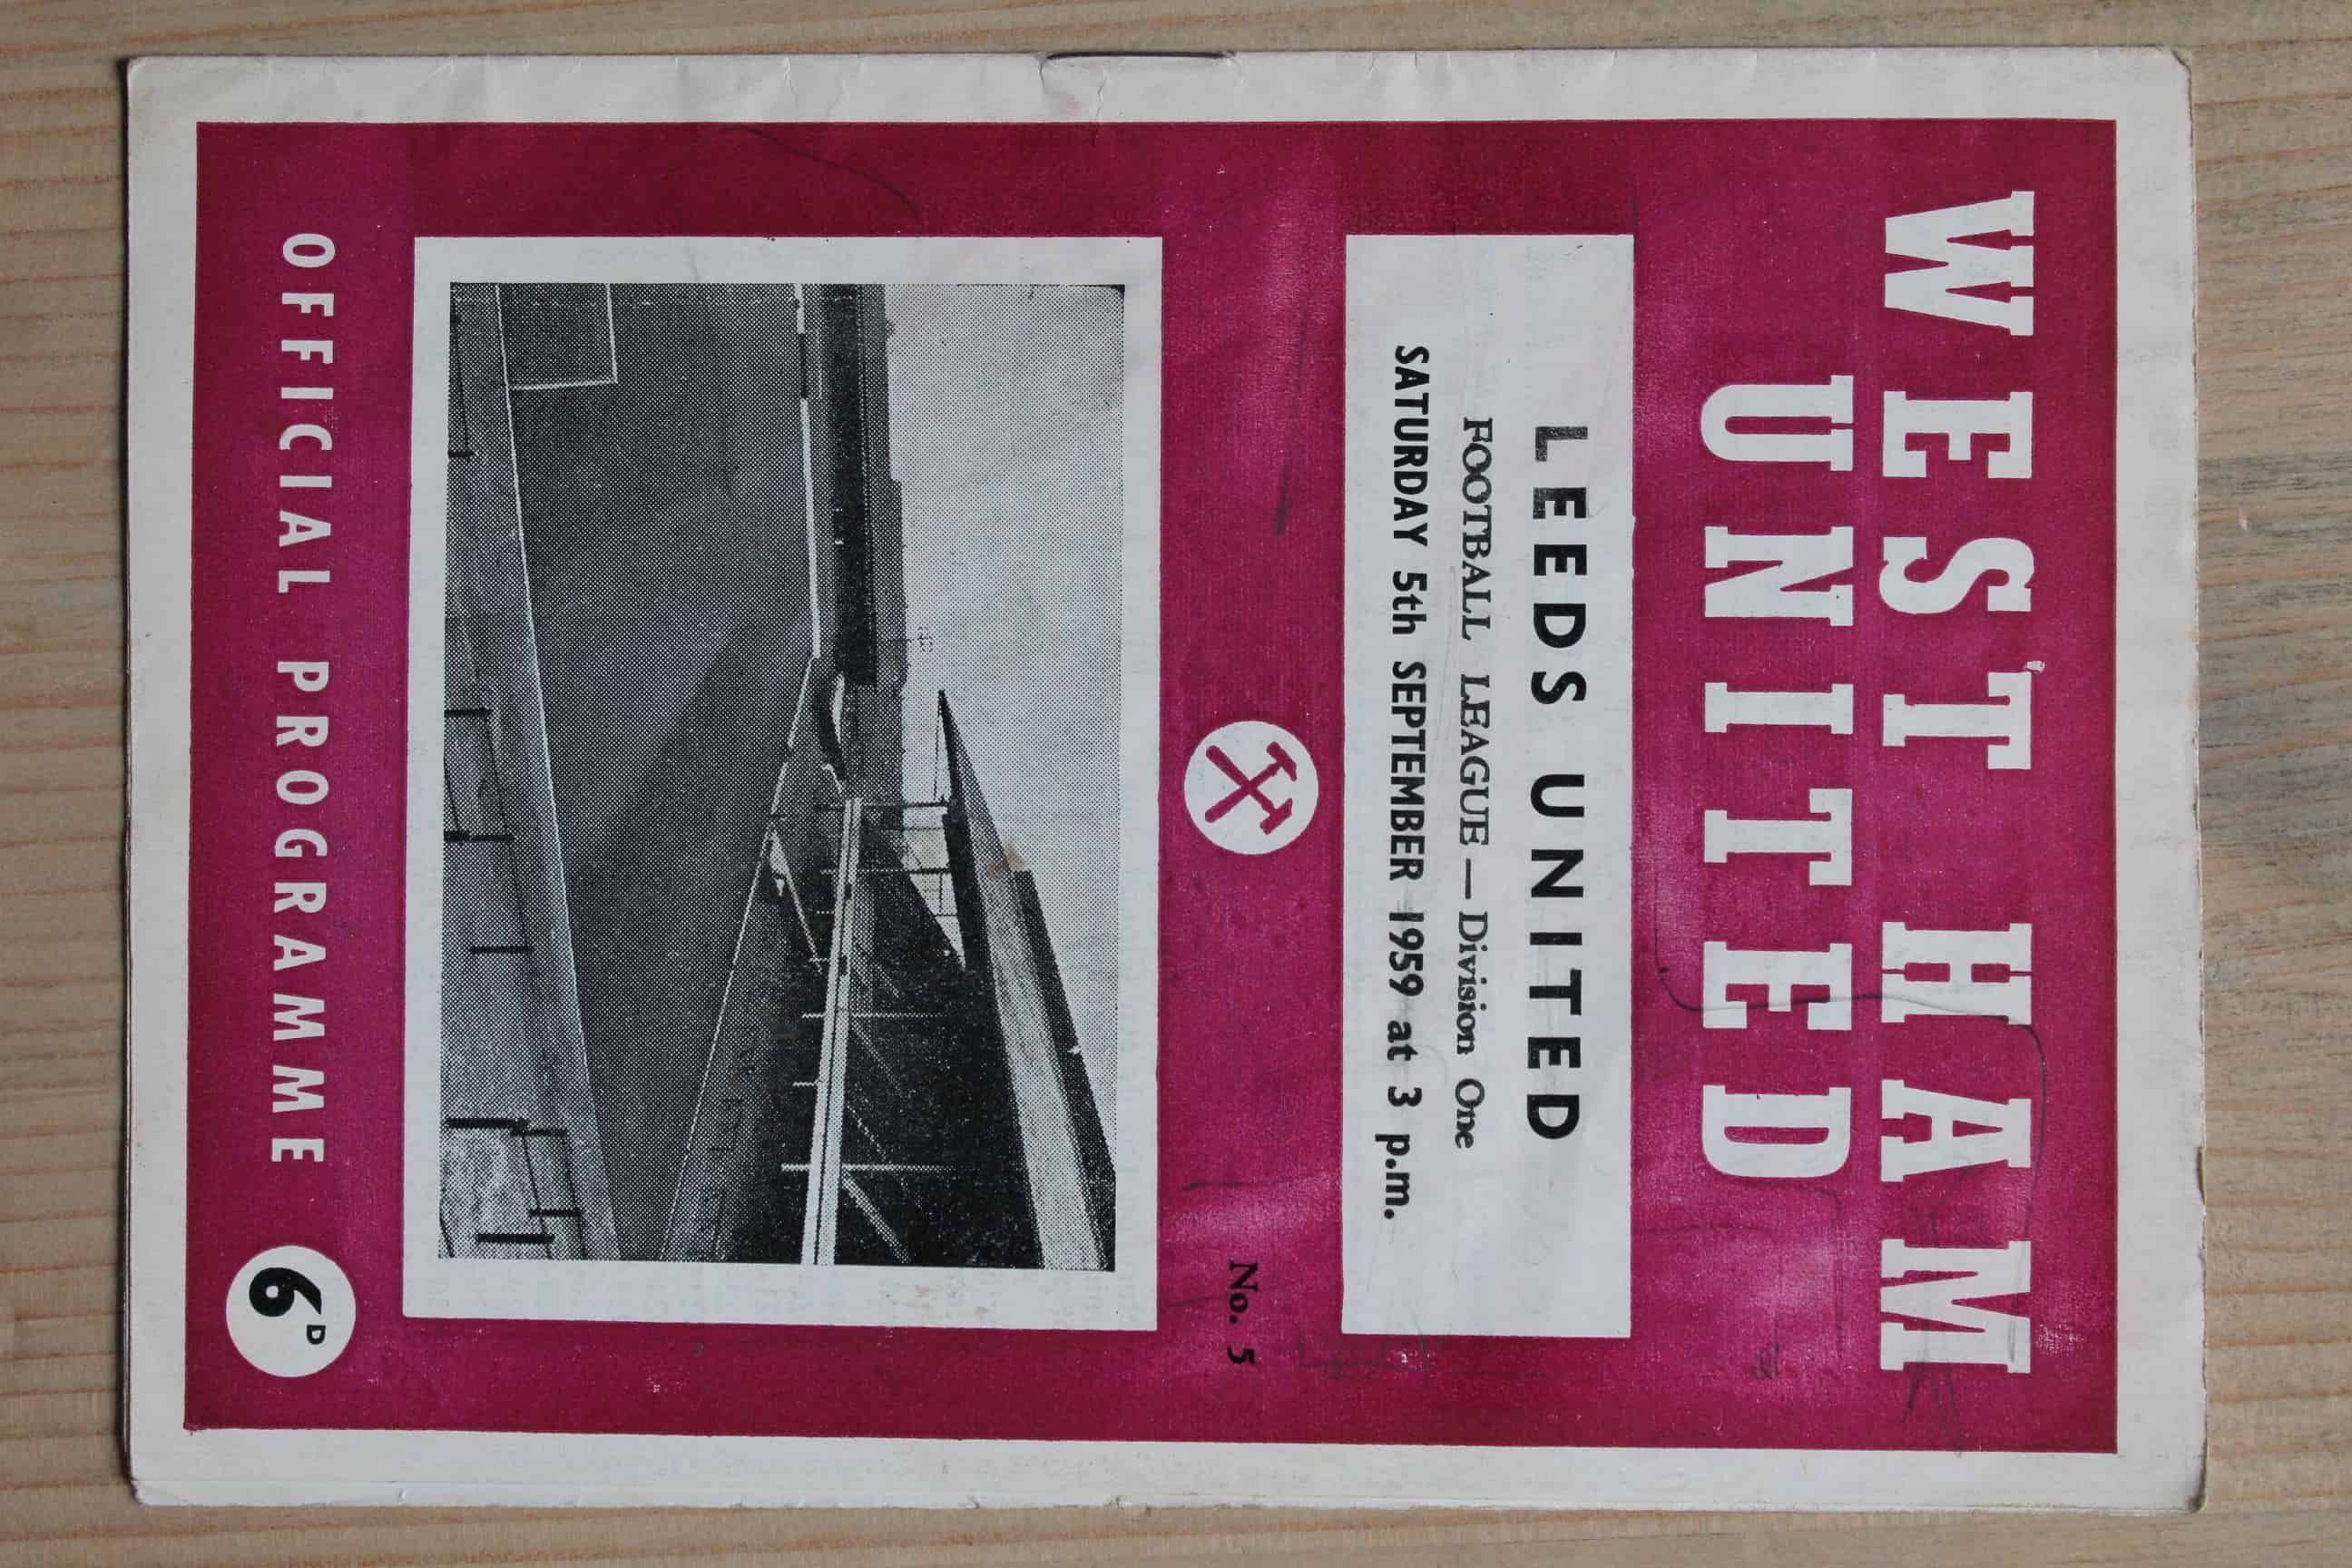 WEST HAM
UNITED
LEEDS UNITED
FOOTBALL LEAGUE — Division One
SATURDAY 5th SEPTEMBER 1959 at 3 p.m.
No. 5
OFFICIAL PROGRAMME
6D